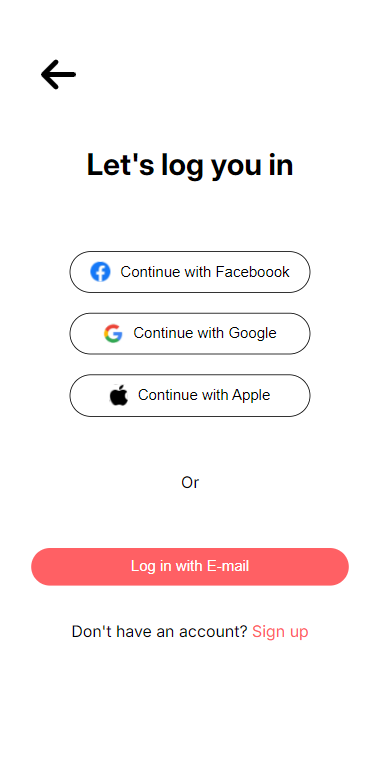 Let's log you in
Continue with Faceboook
Continue with Google
Continue with Apple
Or
Log in with E-mail
Don't have an account? Sign up